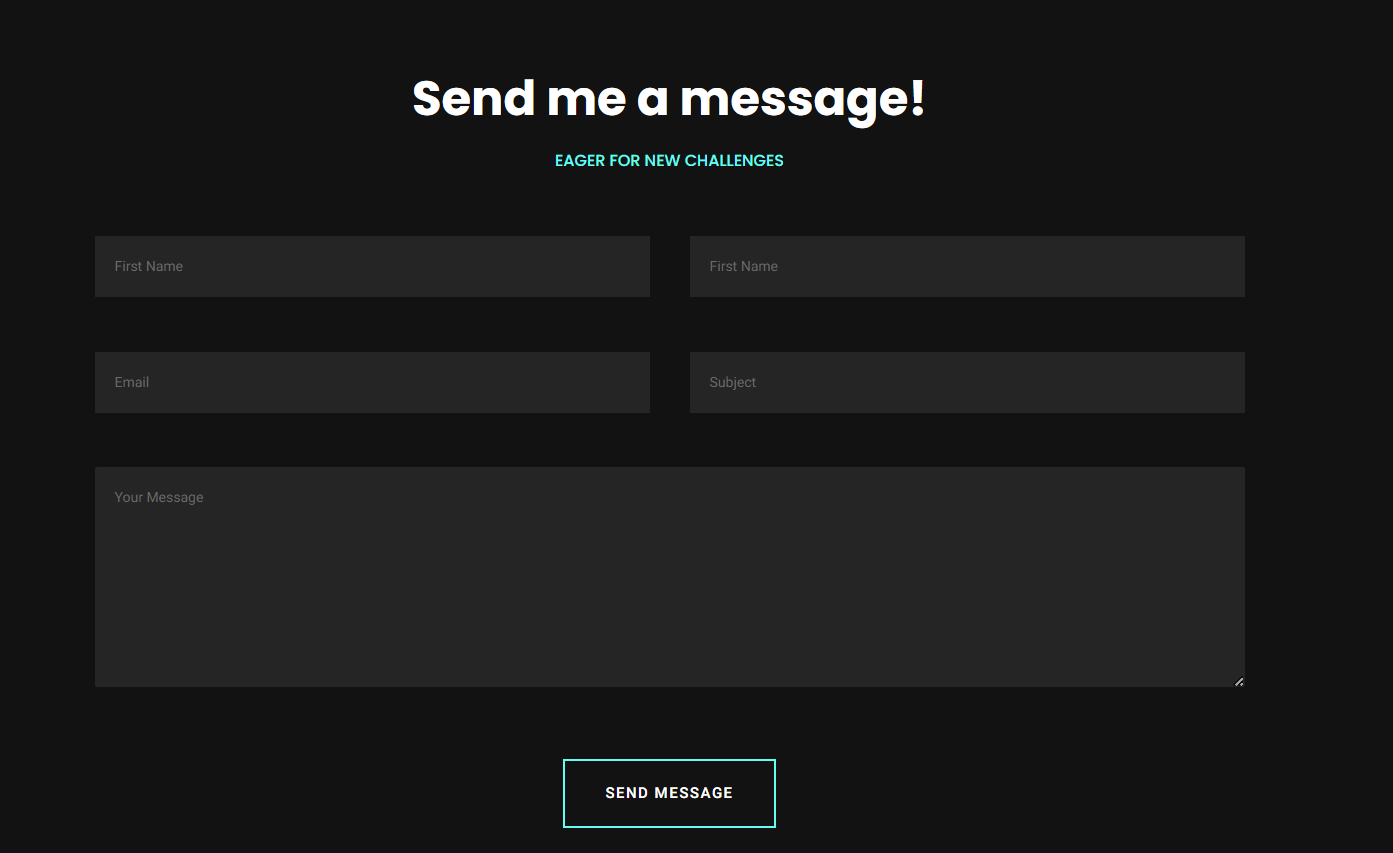 Send me a message!
EAGER FOR NEW CHALLENGES
First Name
First Name
Email
Subject
Your Message
SEND MESSAGE